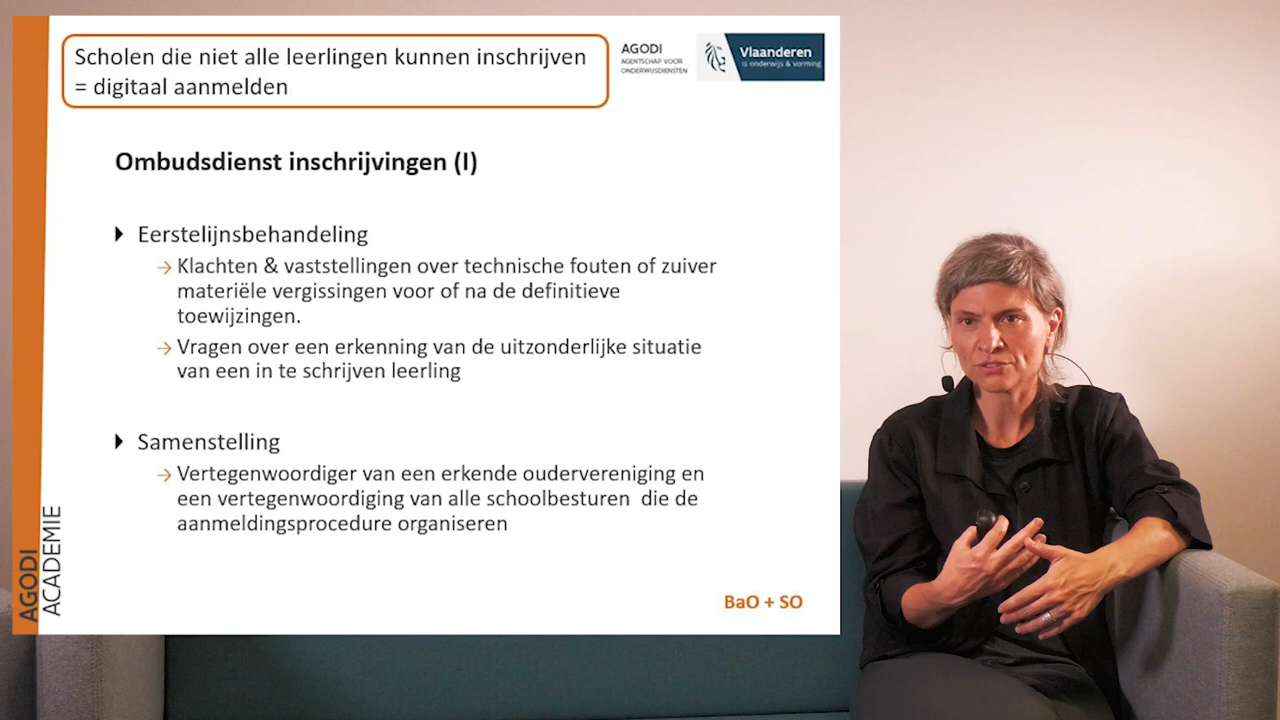 Scholen die niet alle leerlingen kunnen inschrijven
= digitaal aanmelden
AGODI
AGENTSCHAP VOOR
ONDERWIJSDIENSTEN
Vlaanderen
is onderwijs & vorming
Ombudsdienst inschrijvingen (I)
Eerstelijnsbehandeling
→ Klachten & vaststellingen over technische fouten of zuiver
materiële vergissingen voor of na de definitieve
toewijzingen.
→ Vragen over een erkenning van de uitzonderlijke situatie
van een in te schrijven leerling
Samenstelling
→ Vertegenwoordiger van een erkende oudervereniging en
een vertegenwoordiging van alle schoolbesturen die de
aanmeldingsprocedure organiseren
BaO + SO
AGODI
ACADEMIE